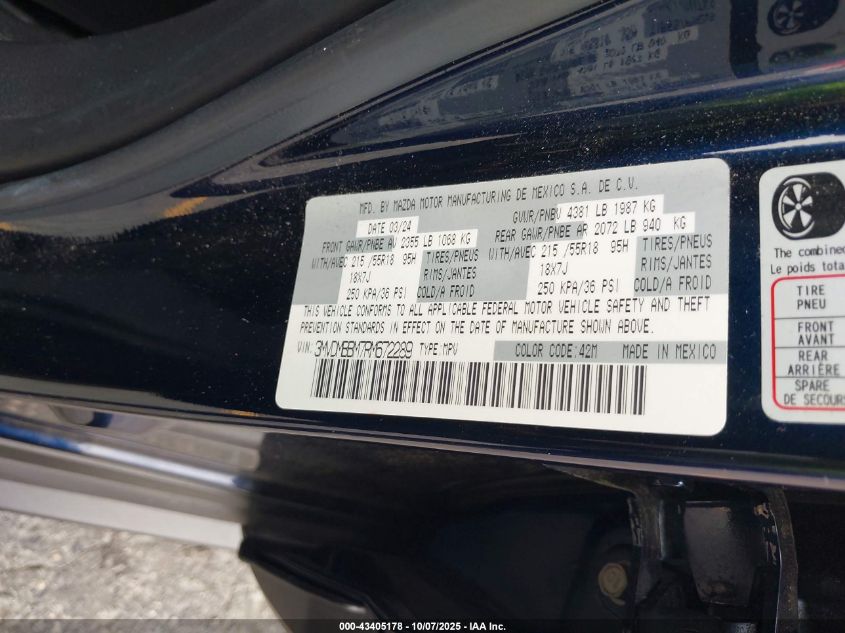 MFD. BY MAZDA MOTOR MANUFACTURING DE MEXICO S.A. DE C.V.
DATE 03/24 GVWR/PNBV 4381 LB 1987 KG
FRONT GAWR/PNBE AV 2355 LB 1068 KG REAR GAWR/PNBE AR 2072 LB 940 KG
WITH/AVEC 215 /55R18 95H TIRES/PNEUS WITH/AVEC 215 /55R18 95H TIRES/PNEUS
18X7J RIMS/JANTES 18X7J RIMS/JANTES
250 KPA/36 PSI COLD/A FROID 250 KPA/36 PSI COLD/A FROID
THIS VEHICLE CONFORMS TO ALL APPLICABLE FEDERAL MOTOR VEHICLE SAFETY AND THEFT
PREVENTION STANDARDS IN EFFECT ON THE DATE OF MANUFACTURE SHOWN ABOVE.
VIN: 3MVDMBBM7RM672289 TYPE: MPV COLOR CODE: 42M MADE IN MEXICO
The combined
Le poids tota
TIRE
PNEU
FRONT
AVANT
REAR
ARRIÈRE
SPARE
DE SECOURS
000-43405178 - 10/07/2025 - IAA Inc.